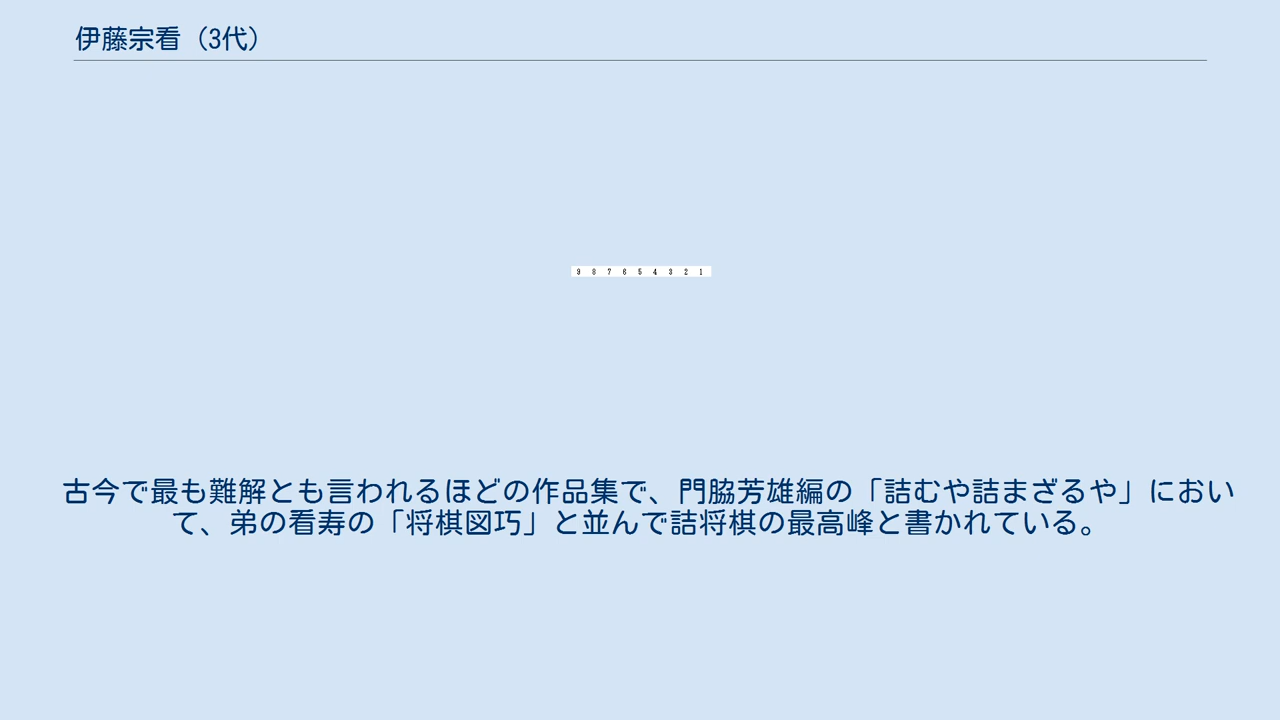 伊藤宗看（3代）
9 8 7 6 5 4 3 2 1
古今で最も難解とも言われるほどの作品集で、門脇芳雄編の「詰むや詰まざるや」におい
て、弟の看寿の「将棋図巧」と並んで詰将棋の最高峰と書かれている。